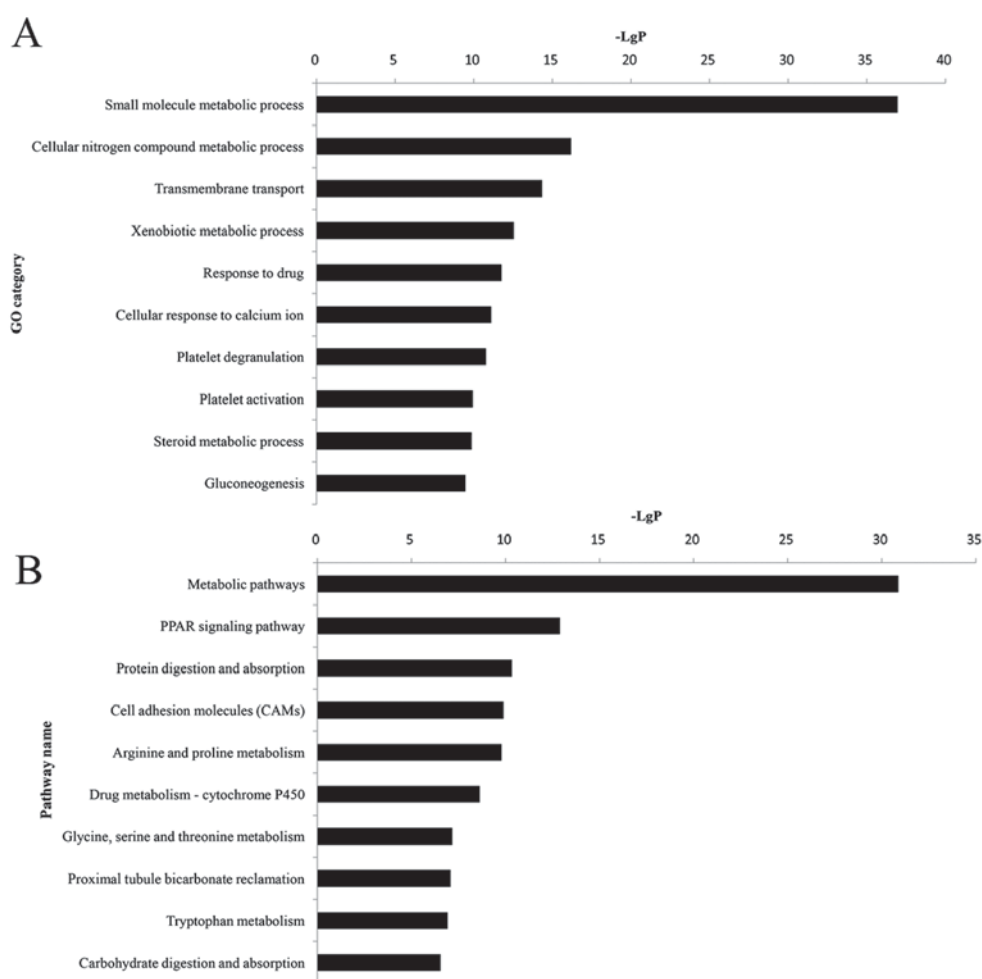 A
-LgP
0 5 10 15 20 25 30 35 40
GO category
Small molecule metabolic process
Cellular nitrogen compound metabolic process
Transmembrane transport
Xenobiotic metabolic process
Response to drug
Cellular response to calcium ion
Platelet degranulation
Platelet activation
Steroid metabolic process
Gluconeogenesis
B
-LgP
0 5 10 15 20 25 30 35
Pathway name
Metabolic pathways
PPAR signaling pathway
Protein digestion and absorption
Cell adhesion molecules (CAMs)
Arginine and proline metabolism
Drug metabolism - cytochrome P450
Glycine, serine and threonine metabolism
Proximal tubule bicarbonate reclamation
Tryptophan metabolism
Carbohydrate digestion and absorption